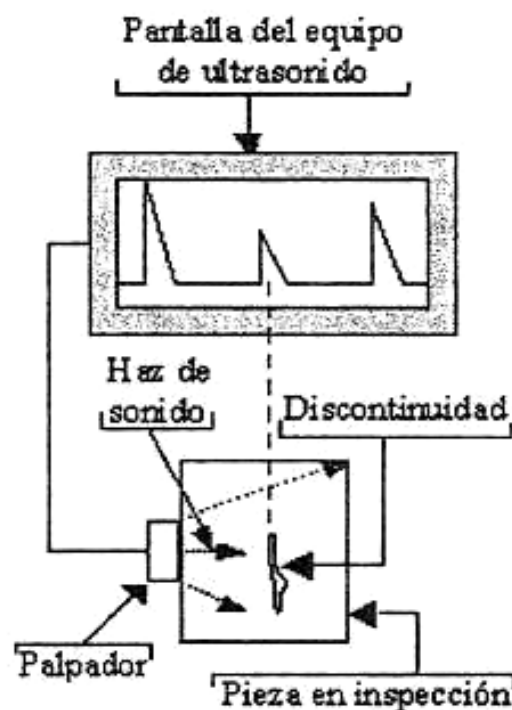 Pantalla del equipo
de ultrasonido
Haz de
sonido
Discontinuidad
Palpador
Pieza en inspección